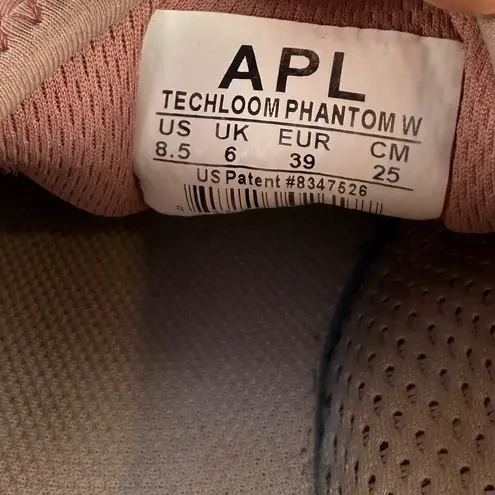 APL
TECHLOOM PHANTOM W
US UK EUR CM
8.5 6 39 25
US Patent #8347526